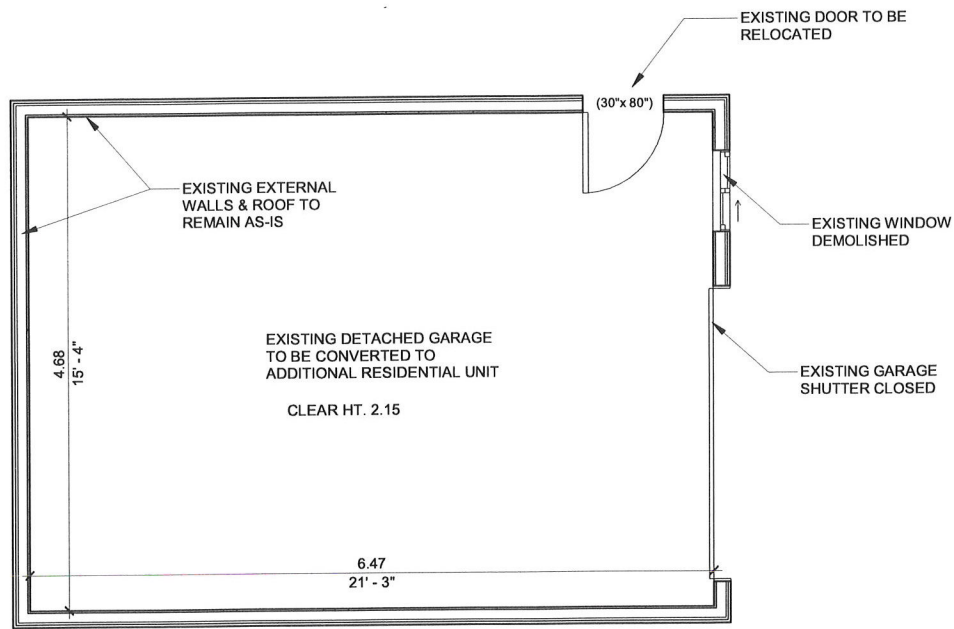 EXISTING DOOR TO BE
RELOCATED
(30"x 80")
EXISTING EXTERNAL
WALLS & ROOF TO
REMAIN AS-IS
EXISTING WINDOW
DEMOLISHED
EXISTING DETACHED GARAGE
TO BE CONVERTED TO
ADDITIONAL RESIDENTIAL UNIT
CLEAR HT. 2.15
4.68
15' - 4"
EXISTING GARAGE
SHUTTER CLOSED
6.47
21' - 3"